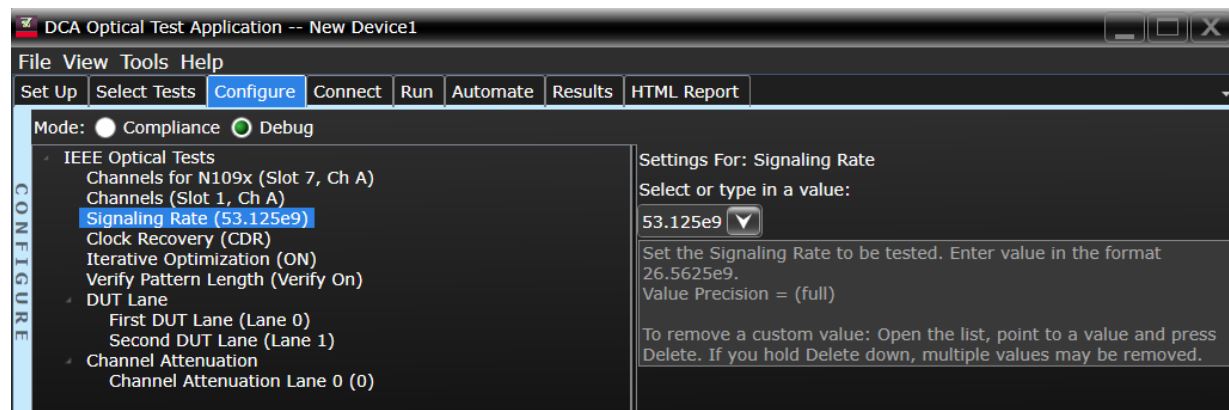 DCA Optical Test Application -- New Device1
File View Tools Help
Set Up Select Tests Configure Connect Run Automate Results HTML Report
Mode: Compliance Debug
CONFIGURE
IEEE Optical Tests
Channels for N109x (Slot 7, Ch A)
Channels (Slot 1, Ch A)
Signaling Rate (53.125e9)
Clock Recovery (CDR)
Iterative Optimization (ON)
Verify Pattern Length (Verify On)
DUT Lane
First DUT Lane (Lane 0)
Second DUT Lane (Lane 1)
Channel Attenuation
Channel Attenuation Lane 0 (0)
Settings For: Signaling Rate
Select or type in a value:
53.125e9
Set the Signaling Rate to be tested. Enter value in the format
26.5625e9.
Value Precision = (full)
To remove a custom value: Open the list, point to a value and press
Delete. If you hold Delete down, multiple values may be removed.